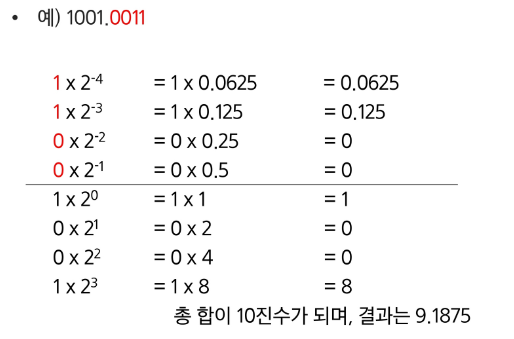 • 예) 1001.0011
1 x 2⁻⁴ = 1 x 0.0625 = 0.0625
1 x 2⁻³ = 1 x 0.125 = 0.125
0 x 2⁻² = 0 x 0.25 = 0
0 x 2⁻¹ = 0 x 0.5 = 0
1 x 2⁰ = 1 x 1 = 1
0 x 2¹ = 0 x 2 = 0
0 x 2² = 0 x 4 = 0
1 x 2³ = 1 x 8 = 8
총 합이 10진수가 되며, 결과는 9.1875